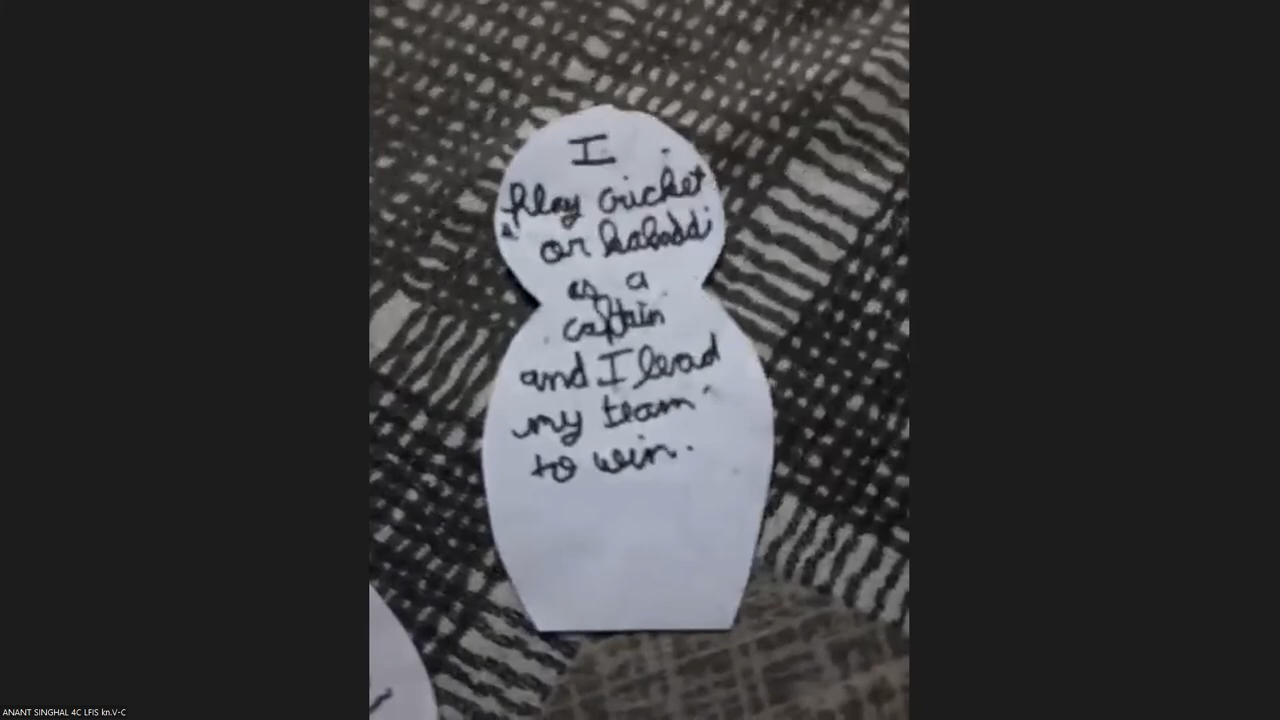 I
play cricket
or kabaddi
as a
captain
and I lead
my team
to win.
ANANT SINGHAL 4C LFIS kn.V-C